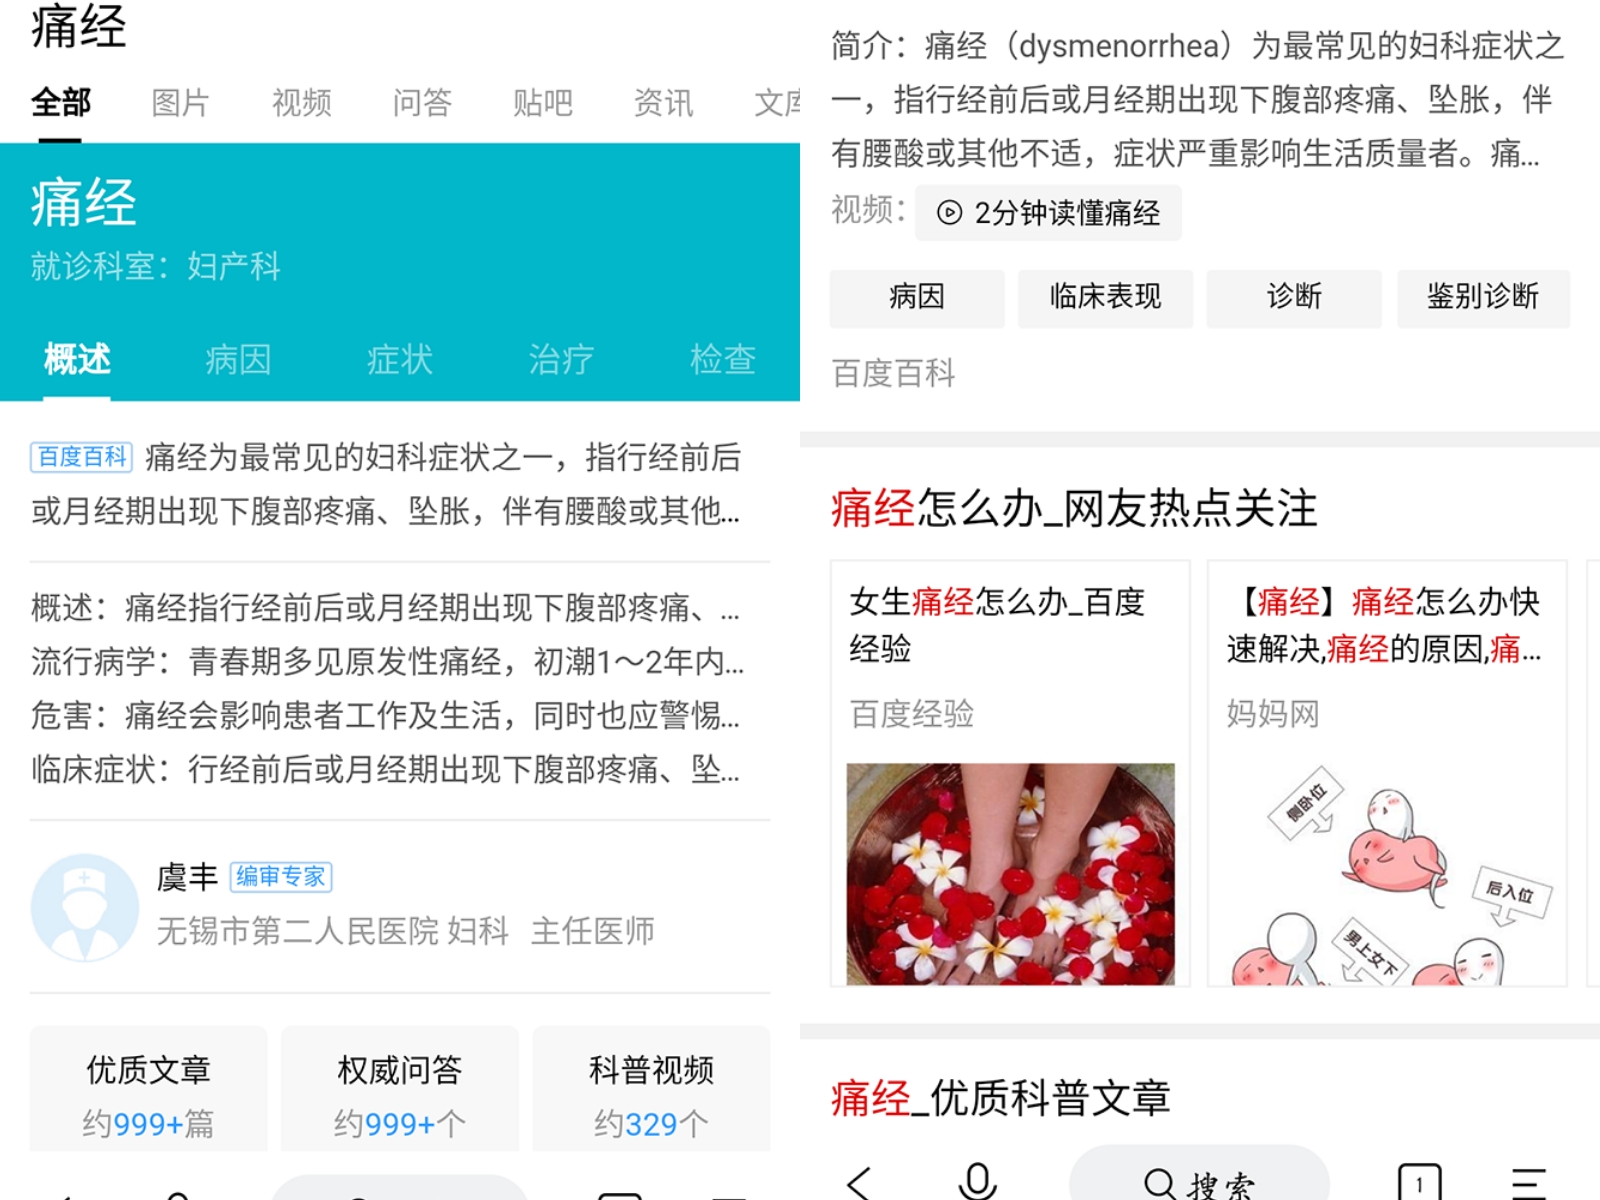 痛经
全部 图片 视频 问答 贴吧 资讯 文库
痛经
就诊科室：妇产科
概述 病因 症状 治疗 检查
百度百科 痛经为最常见的妇科症状之一，指行经前后
或月经期出现下腹部疼痛、坠胀，伴有腰酸或其他...
概述：痛经指行经前后或月经期出现下腹部疼痛、...
流行病学：青春期多见原发性痛经，初潮1～2年内...
危害：痛经会影响患者工作及生活，同时也应警惕...
临床症状：行经前后或月经期出现下腹部疼痛、坠...
虞丰 编审专家
无锡市第二人民医院 妇科 主任医师
优质文章 权威问答 科普视频
约999+篇 约999+个 约329个
简介：痛经（dysmenorrhea）为最常见的妇科症状之
一，指行经前后或月经期出现下腹部疼痛、坠胀，伴
有腰酸或其他不适，症状严重影响生活质量者。痛...
视频： 2分钟读懂痛经
病因 临床表现 诊断 鉴别诊断
百度百科
痛经怎么办_网友热点关注
女生痛经怎么办_百度
经验
百度经验
【痛经】痛经怎么办快
速解决,痛经的原因,痛...
妈妈网
侧卧位
后入位
男上女下
痛经_优质科普文章
搜索
1